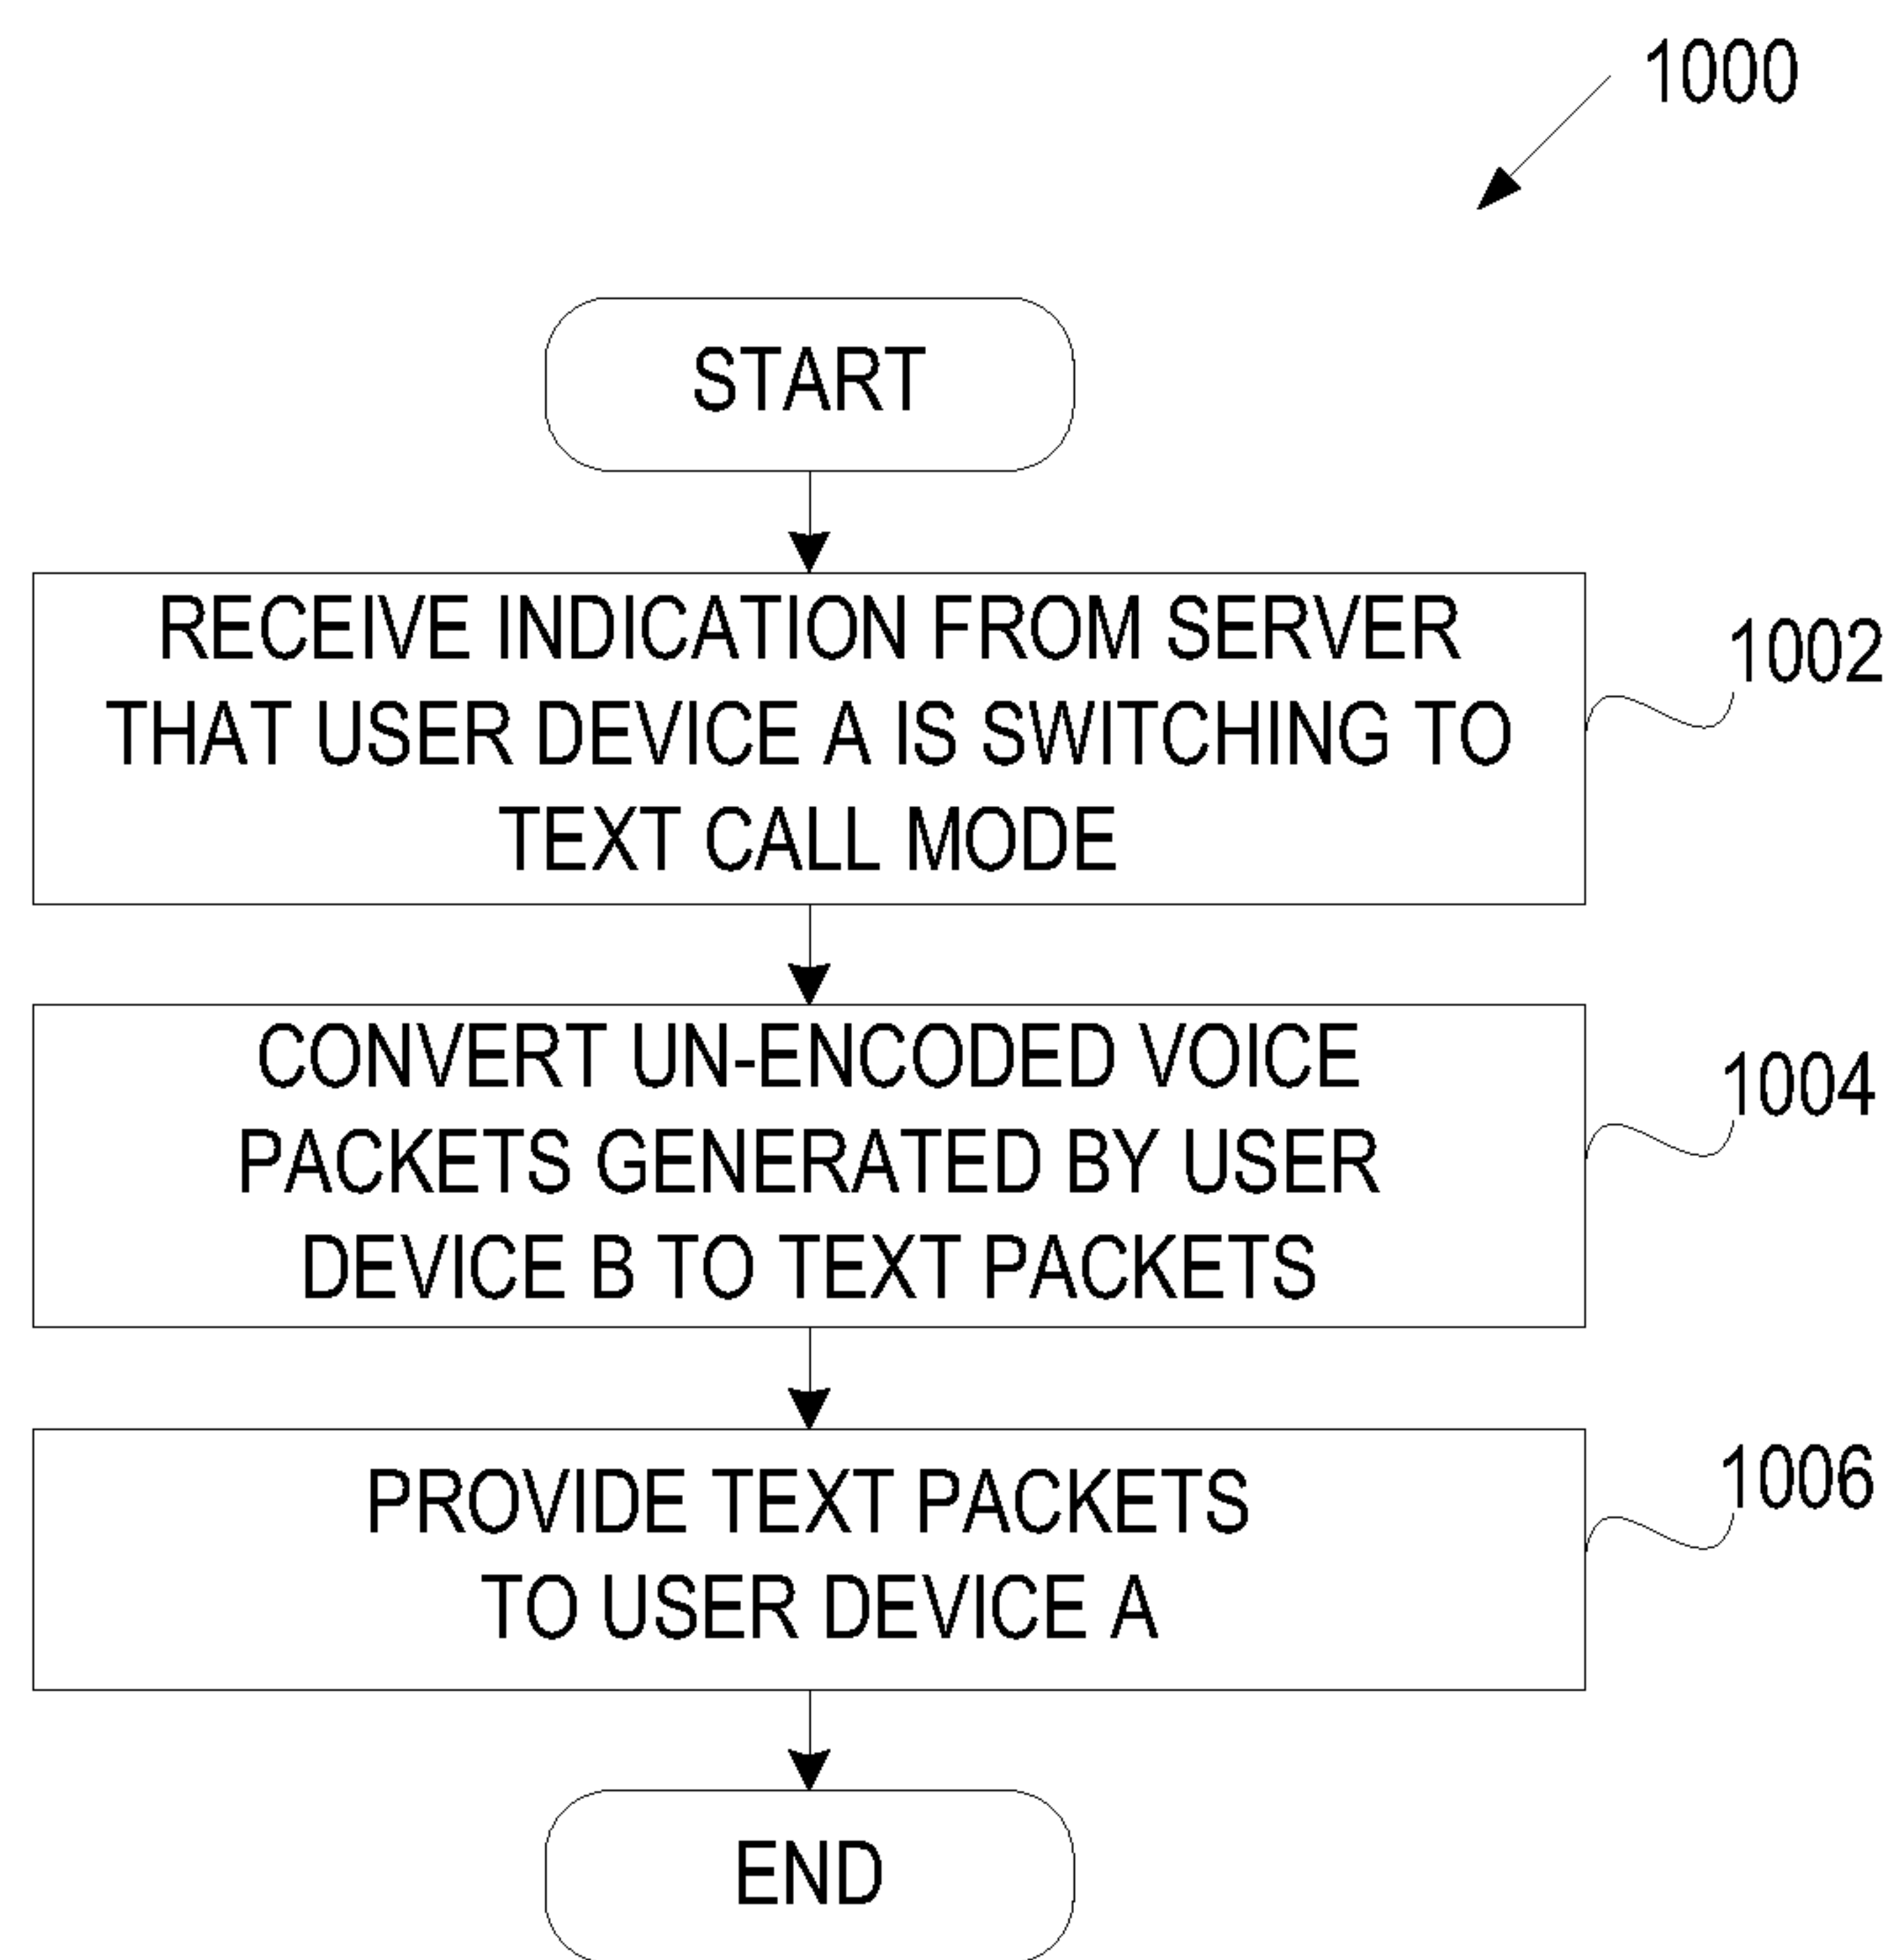 1000
START
RECEIVE INDICATION FROM SERVER
THAT USER DEVICE A IS SWITCHING TO
TEXT CALL MODE
1002
CONVERT UN-ENCODED VOICE
PACKETS GENERATED BY USER
DEVICE B TO TEXT PACKETS
1004
PROVIDE TEXT PACKETS
TO USER DEVICE A
1006
END